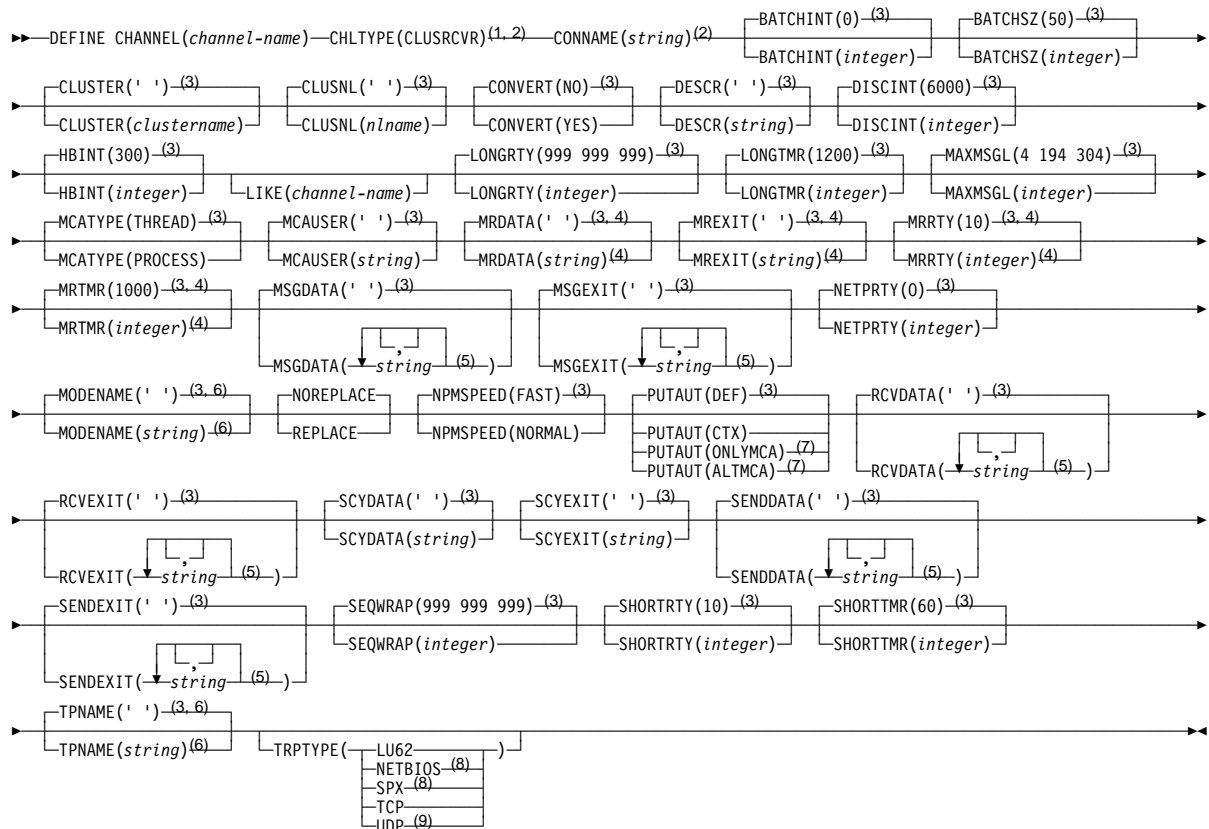 DEFINE CHANNEL(channel-name) CHLTYPE(CLUSRCVR) (1, 2) CONNAME(string) (2) BATCHINT(0) (3) BATCHSZ(50) (3)
BATCHINT(integer) BATCHSZ(integer)
CLUSTER(' ') (3) CLUSNL(' ') (3) CONVERT(NO) (3) DESCR(' ') (3) DISCINT(6000) (3)
CLUSTER(clustername) CLUSNL(nlname) CONVERT(YES) DESCR(string) DISCINT(integer)
HBINT(300) (3) LONGRTY(999 999 999) (3) LONGTMR(1200) (3) MAXMSGL(4 194 304) (3)
HBINT(integer) LIKE(channel-name) LONGRTY(integer) LONGTMR(integer) MAXMSGL(integer)
MCATYPE(THREAD) (3) MCAUSER(' ') (3) MRDATA(' ') (3, 4) MREXIT(' ') (3, 4) MRRTY(10) (3, 4)
MCATYPE(PROCESS) MCAUSER(string) MRDATA(string) (4) MREXIT(string) (4) MRRTY(integer) (4)
MRTMR(1000) (3, 4) MSGDATA(' ') (3) MSGEXIT(' ') (3) NETPRTY(0) (3)
MRTMR(integer) (4) NETPRTY(integer)
, ,
MSGDATA( string (5) ) MSGEXIT( string (5) )
MODENAME(' ') (3, 6) NOREPLACE NPMSPEED(FAST) (3) PUTAUT(DEF) (3) RCVDATA(' ') (3)
MODENAME(string) (6) REPLACE NPMSPEED(NORMAL) PUTAUT(CTX)
PUTAUT(ONLYMCA) (7) ,
PUTAUT(ALTMCA) (7) RCVDATA( string (5) )
RCVEXIT(' ') (3) SCYDATA(' ') (3) SCYEXIT(' ') (3) SENDDATA(' ') (3)
SCYDATA(string) SCYEXIT(string)
, ,
RCVEXIT( string (5) ) SENDDATA( string (5) )
SENDEXIT(' ') (3) SEQWRAP(999 999 999) (3) SHORTRTY(10) (3) SHORTTMR(60) (3)
SEQWRAP(integer) SHORTRTY(integer) SHORTTMR(integer)
,
SENDEXIT( string (5) )
TPNAME(' ') (3, 6)
TPNAME(string) (6) TRPTYPE( LU62 )
NETBIOS (8)
SPX (8)
TCP
UDP (9)